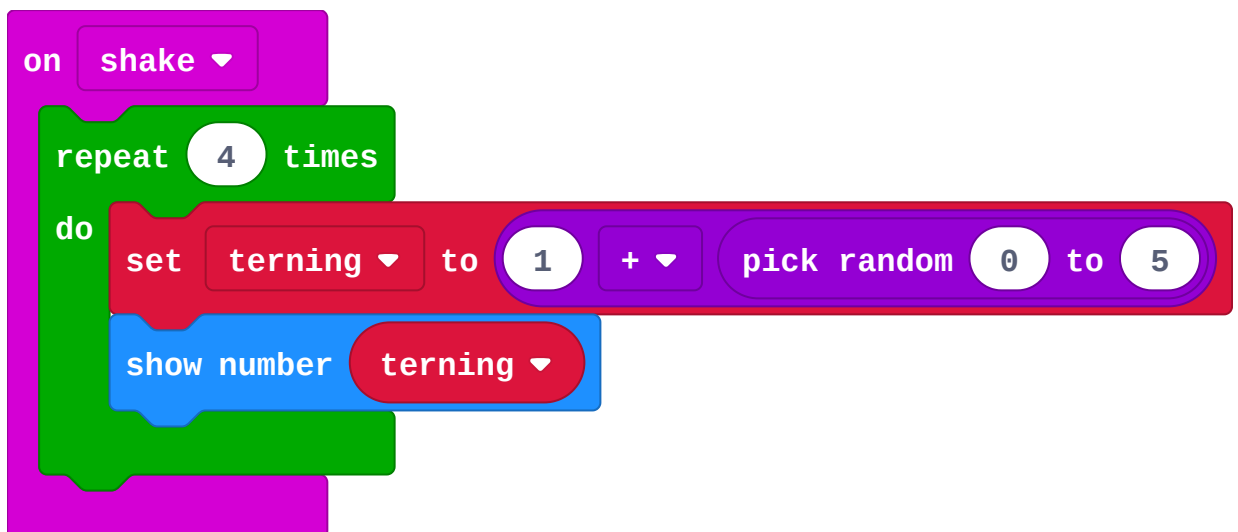 on shake
repeat 4 times
do
set terning to 1 + pick random 0 to 5
show number terning